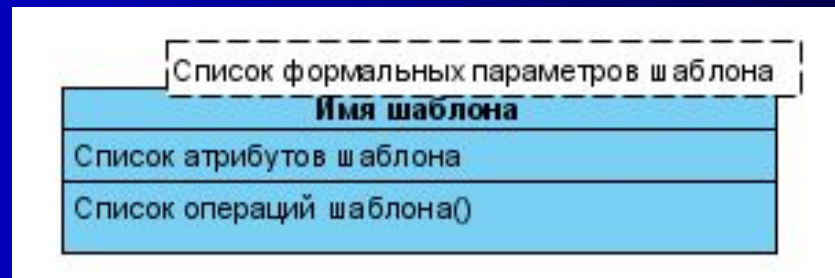 Список формальных параметров шаблона
Имя шаблона
Список атрибутов шаблона
Список операций шаблона()